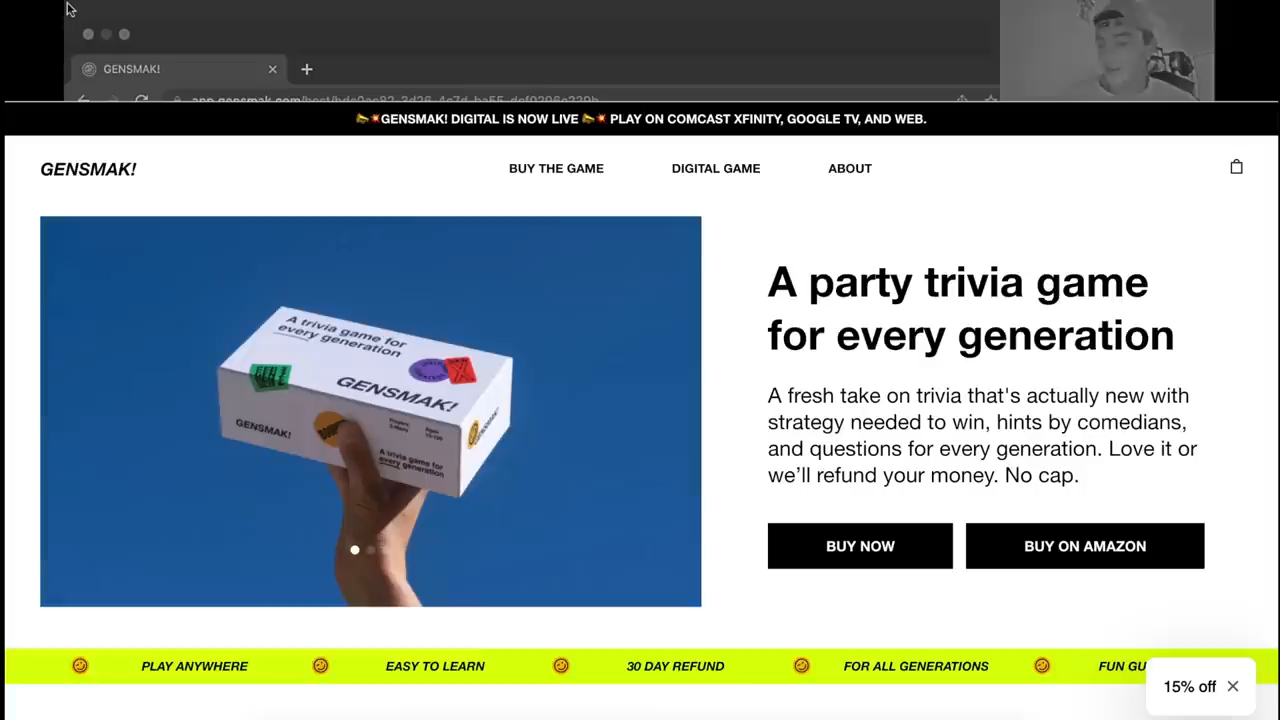 GENSMAK!
GENSMAK! DIGITAL IS NOW LIVE
PLAY ON COMCAST XFINITY, GOOGLE TV, AND WEB.
GENSMAK!
BUY THE GAME
DIGITAL GAME
ABOUT
A trivia game for
every generation
GENSMAK!
GENSMAK!
A trivia game for
every generation
A party trivia game
for every generation
A fresh take on trivia that's actually new with
strategy needed to win, hints by comedians,
and questions for every generation. Love it or
we’ll refund your money. No cap.
BUY NOW
BUY ON AMAZON
PLAY ANYWHERE
EASY TO LEARN
30 DAY REFUND
FOR ALL GENERATIONS
FUN
15% off